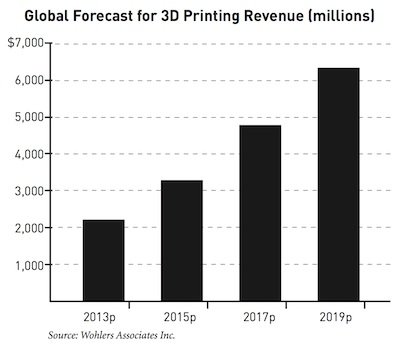 Global Forecast for 3D Printing Revenue (millions)
$7,000
6,000
5,000
4,000
3,000
2,000
1,000
2013p
2015p
2017p
2019p
Source: Wohlers Associates Inc.